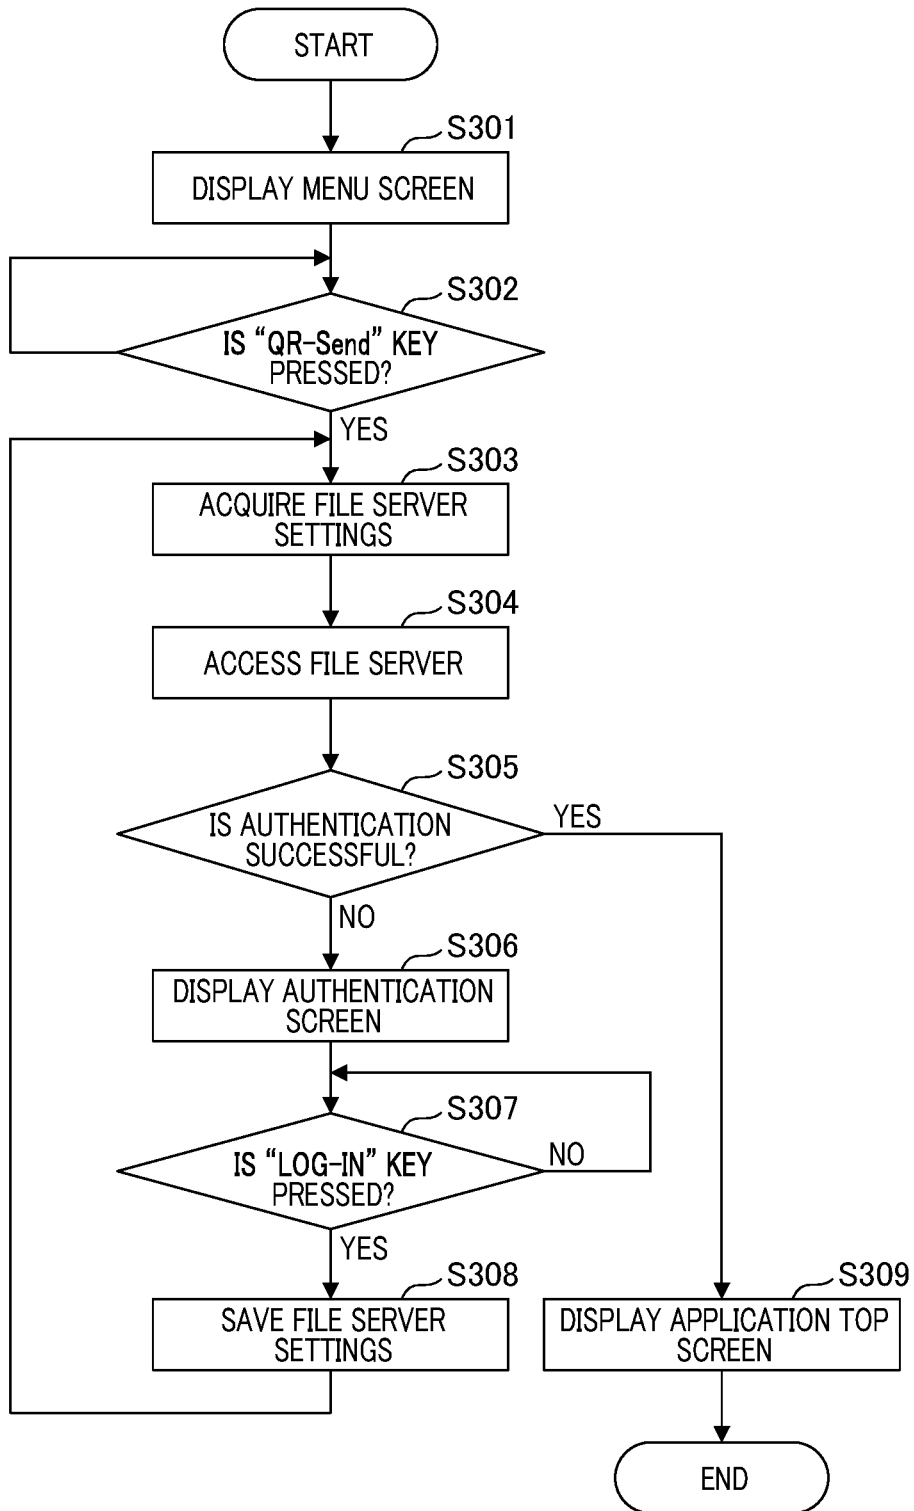 START
S301
DISPLAY MENU SCREEN
S302
IS “QR-Send” KEY
PRESSED?
YES
S303
ACQUIRE FILE SERVER
SETTINGS
S304
ACCESS FILE SERVER
S305
IS AUTHENTICATION
SUCCESSFUL?
YES
NO
S306
DISPLAY AUTHENTICATION
SCREEN
S307
IS “LOG-IN” KEY
PRESSED?
NO
YES
S308
SAVE FILE SERVER
SETTINGS
S309
DISPLAY APPLICATION TOP
SCREEN
END